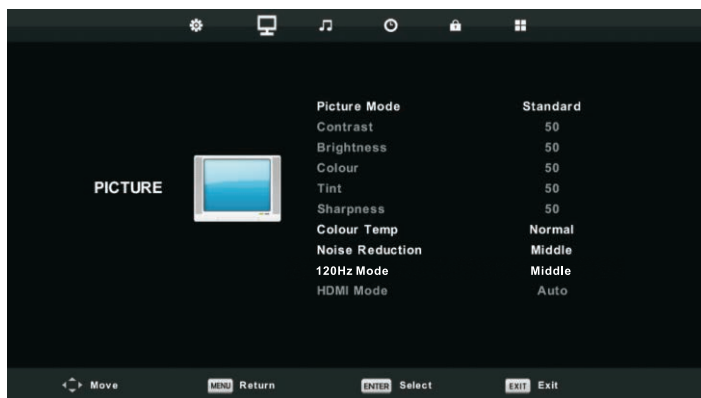 Picture Mode Standard
Contrast 50
Brightness 50
Colour 50
PICTURE
Tint 50
Sharpness 50
Colour Temp Normal
Noise Reduction Middle
120Hz Mode Middle
HDMI Mode Auto
Move MENU Return ENTER Select EXIT Exit